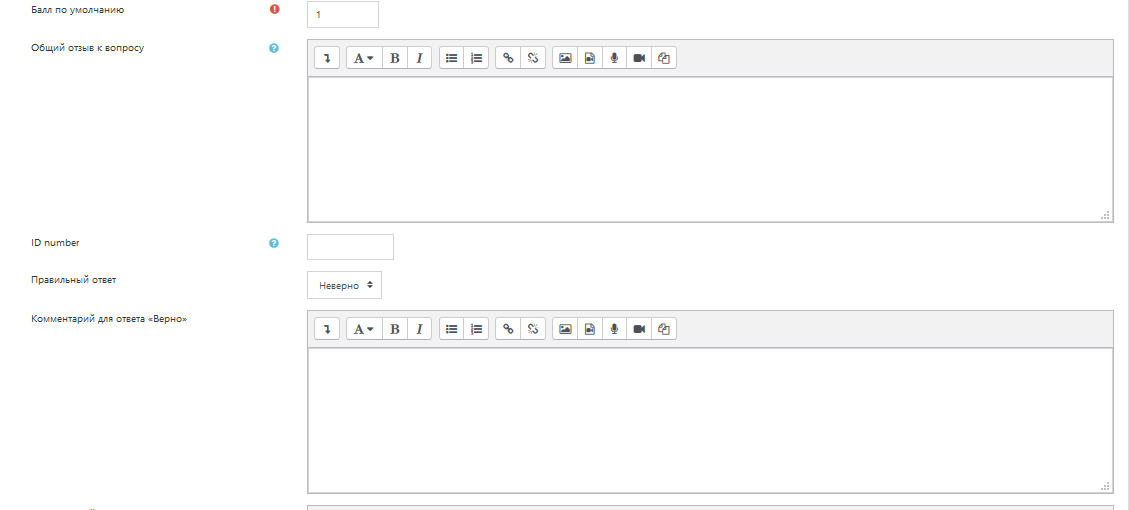 Балл по умолчанию
1
Общий отзыв к вопросу
A B I
ID number
Правильный ответ
Неверно
Комментарий для ответа «Верно»
A B I